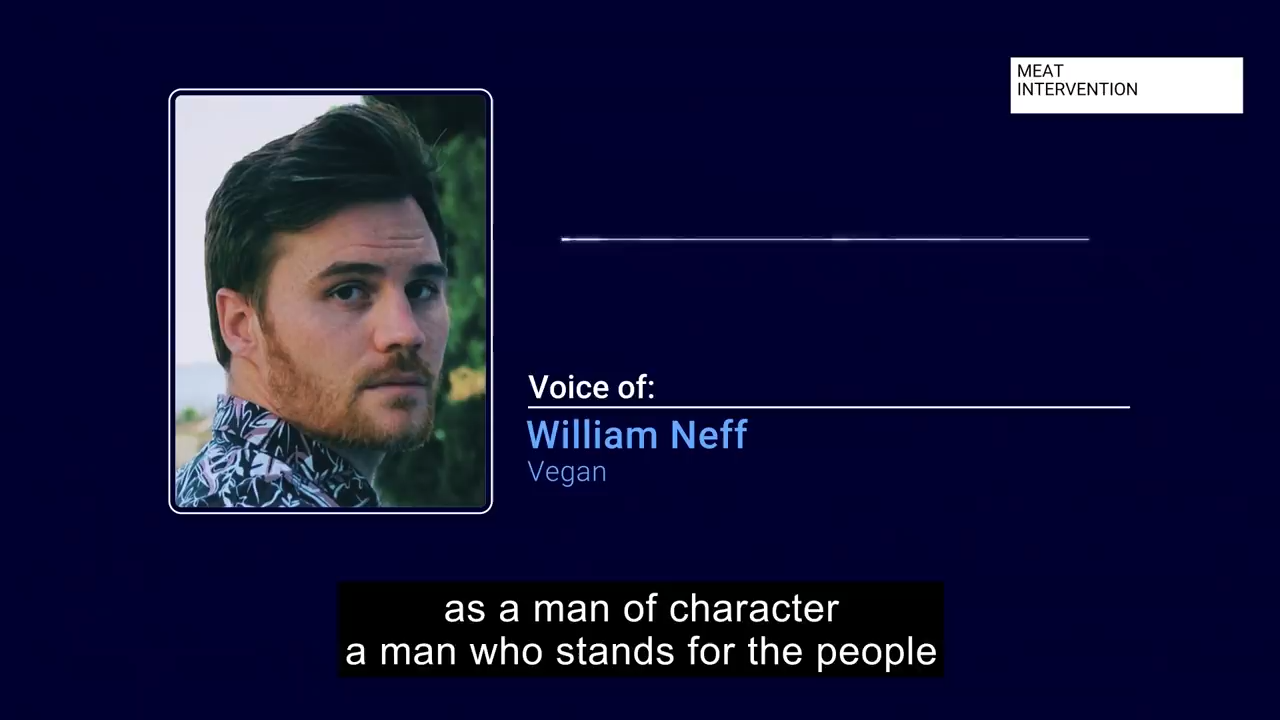 MEAT
INTERVENTION
Voice of:
William Neff
Vegan
as a man of character
a man who stands for the people